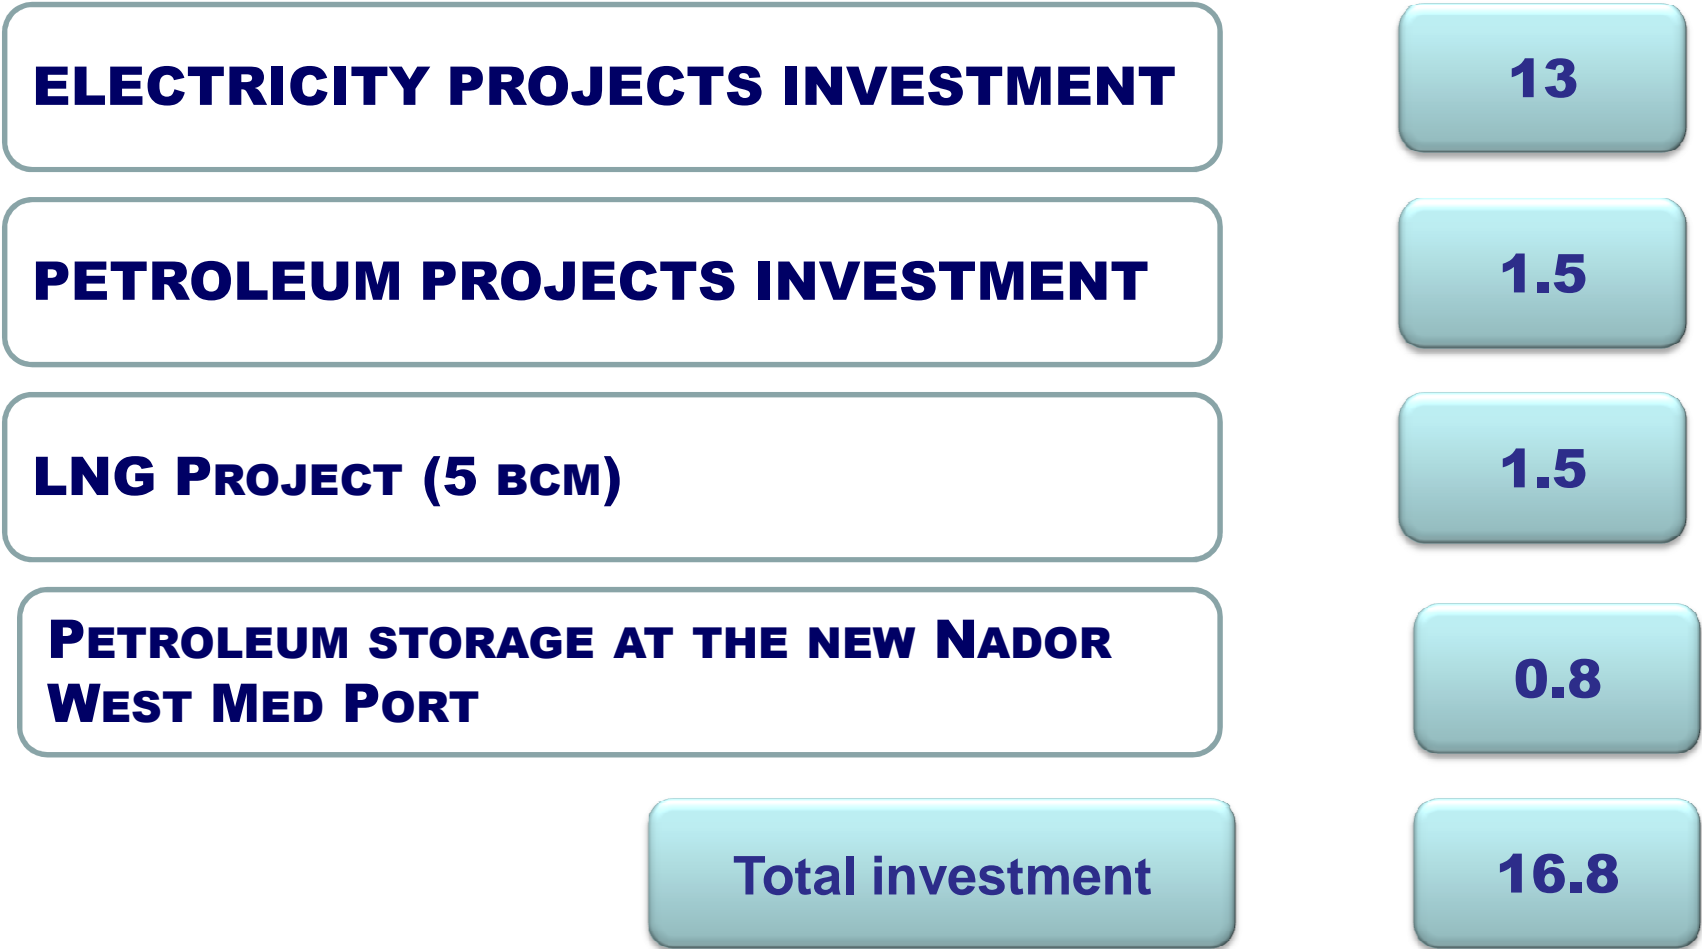 ELECTRICITY PROJECTS INVESTMENT 13
PETROLEUM PROJECTS INVESTMENT 1.5
LNG PROJECT (5 BCM) 1.5
PETROLEUM STORAGE AT THE NEW NADOR
WEST MED PORT 0.8
Total investment 16.8